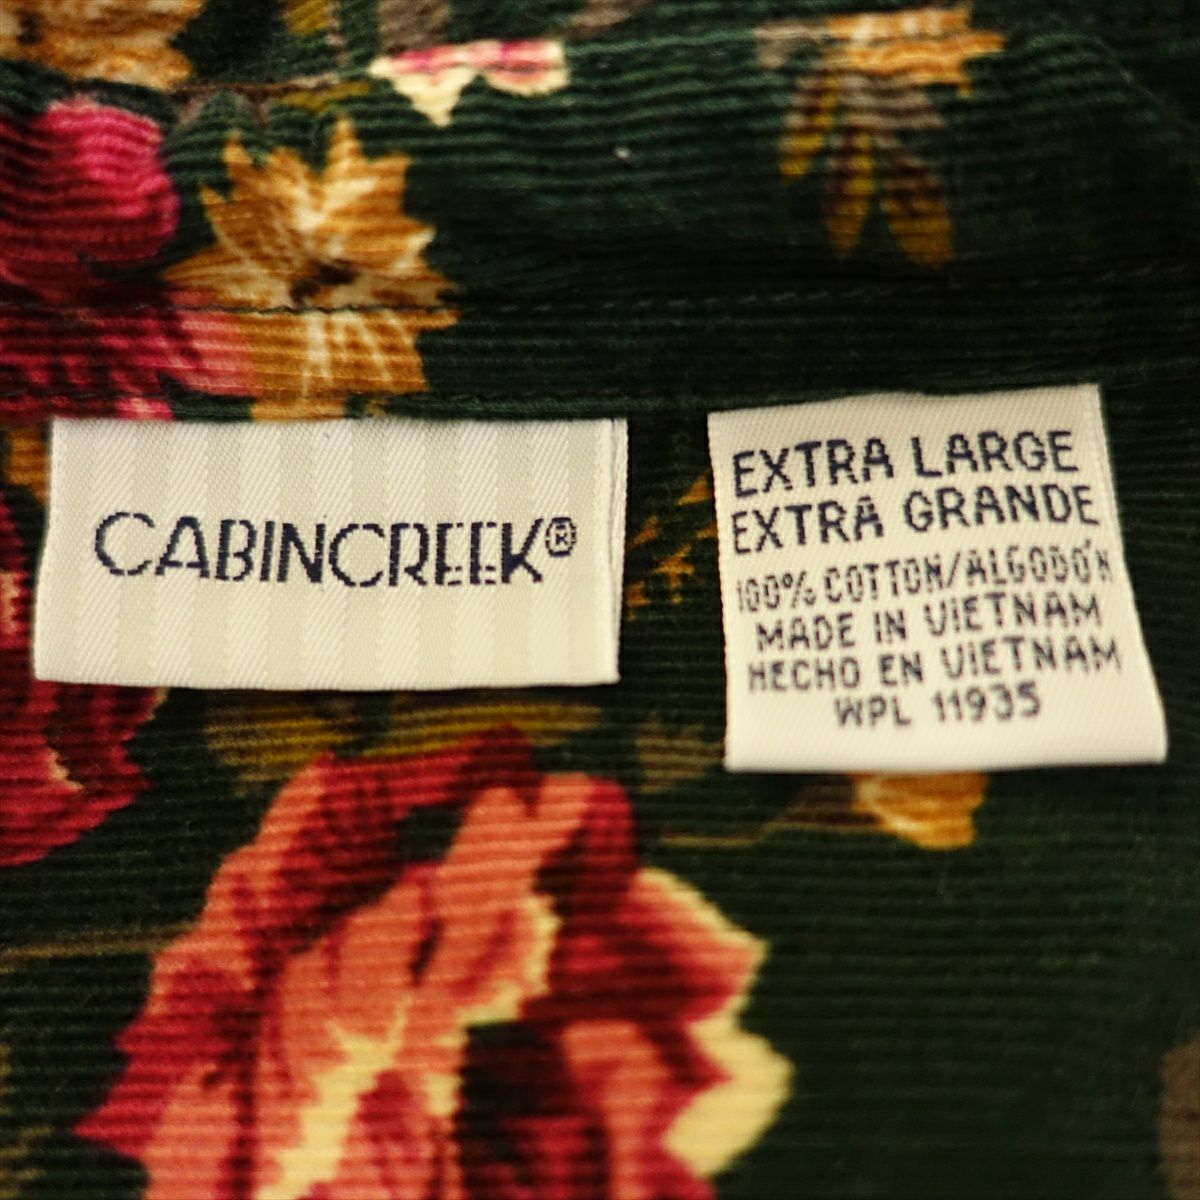 CABINCREEK®
EXTRA LARGE
EXTRA GRANDE
100% COTTON/ALGODÓN
MADE IN VIETNAM
HECHO EN VIETNAM
WPL 11935